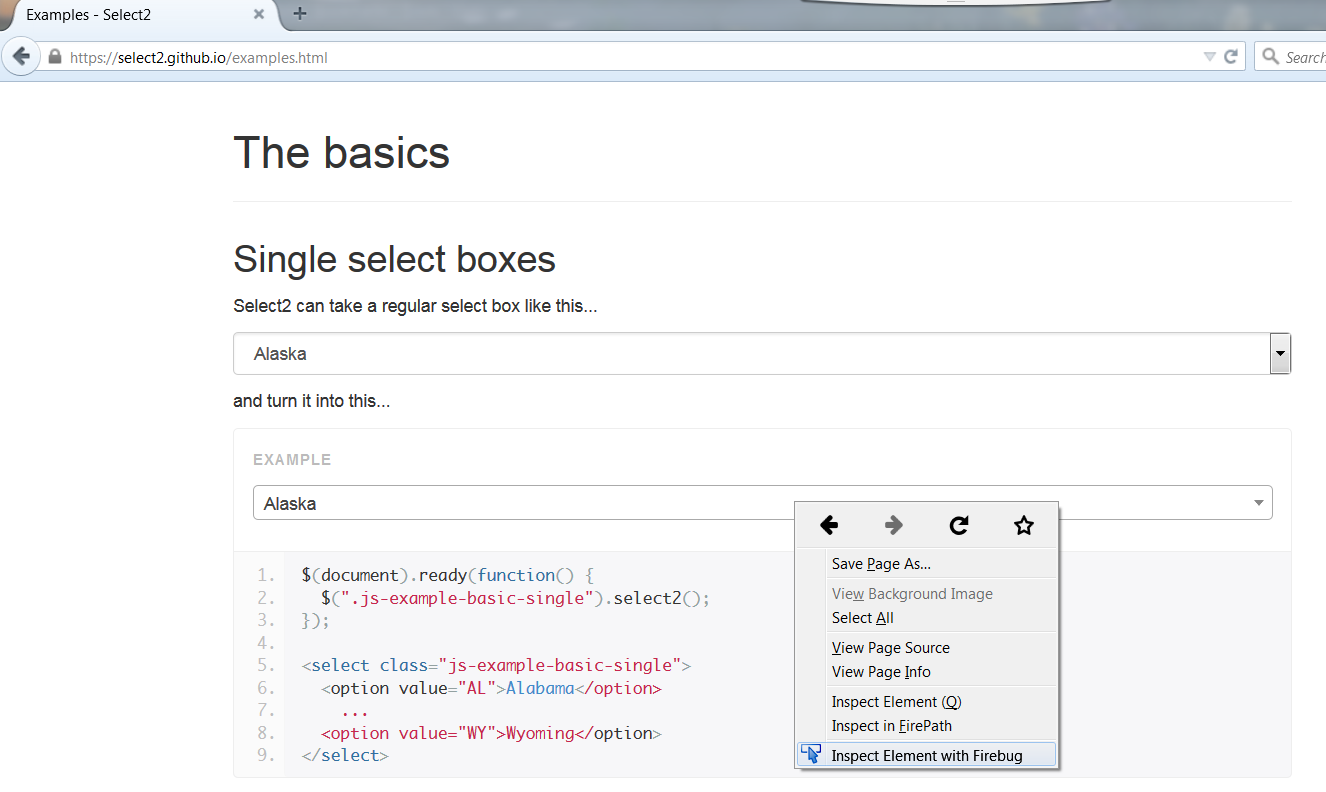 Examples - Select2
https://select2.github.io/examples.html
Search
The basics
Single select boxes
Select2 can take a regular select box like this...
Alaska
and turn it into this...
EXAMPLE
Alaska
1. $(document).ready(function() {
2.   $(".js-example-basic-single").select2();
3. });
4.
5. <select class="js-example-basic-single">
6.   <option value="AL">Alabama</option>
7.     ...
8.   <option value="WY">Wyoming</option>
9. </select>
Save Page As...
View Background Image
Select All
View Page Source
View Page Info
Inspect Element (Q)
Inspect in FirePath
Inspect Element with Firebug